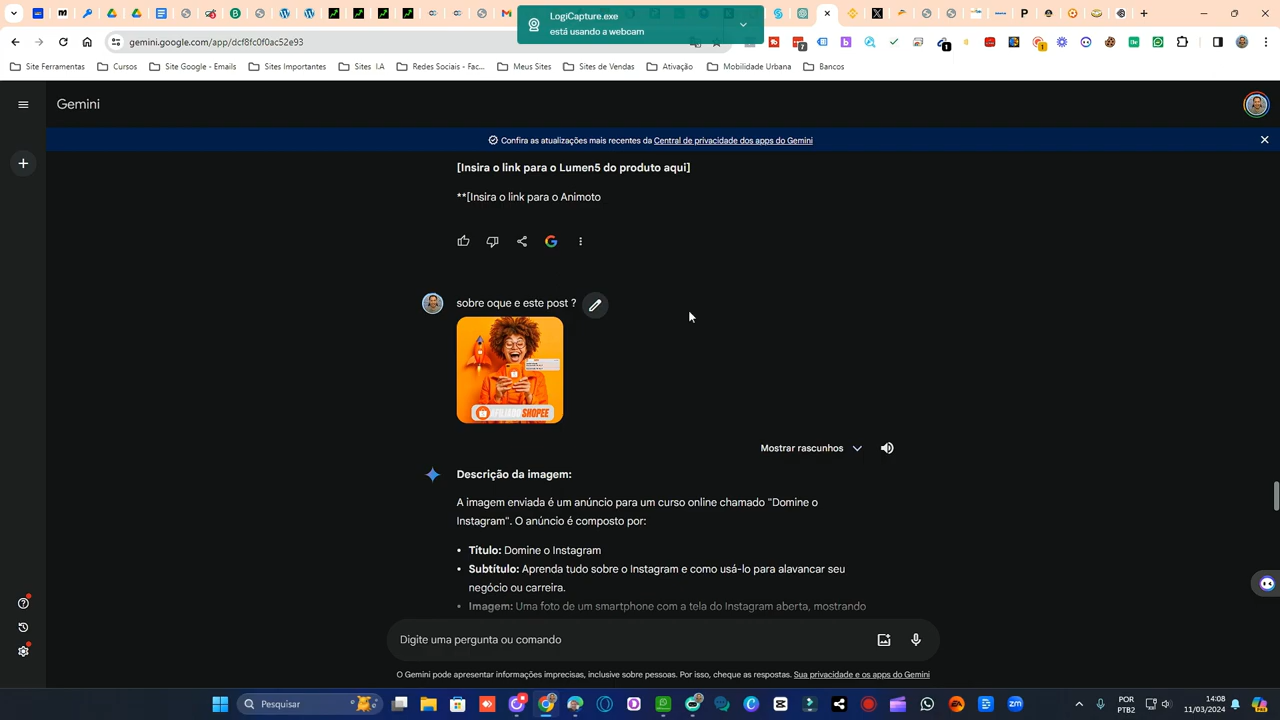 LogiCapture.exe
está usando a webcam
gemini.google.com/app/dcf8fc0f0ac52e93
Site Ferramentas
Cursos
Site Google - Emails
Sites Importantes
Sites I.A
Redes Sociais - Fac...
Meus Sites
Sites de Vendas
Ativação
Mobilidade Urbana
Bancos
Gemini
Confira as atualizações mais recentes da Central de privacidade dos apps do Gemini
[Insira o link para o Lumen5 do produto aqui]
**[Insira o link para o Animoto
sobre oque e este post ?
SHOPEE
Mostrar rascunhos
Descrição da imagem:
A imagem enviada é um anúncio para um curso online chamado "Domine o
Instagram". O anúncio é composto por:
• Título: Domine o Instagram
• Subtítulo: Aprenda tudo sobre o Instagram e como usá-lo para alavancar seu
negócio ou carreira.
• Imagem: Uma foto de um smartphone com a tela do Instagram aberta, mostrando
Digite uma pergunta ou comando
O Gemini pode apresentar informações imprecisas, inclusive sobre pessoas. Por isso, cheque as respostas. Sua privacidade e os apps do Gemini
Pesquisar
POR
PTB2
14:08
11/03/2024